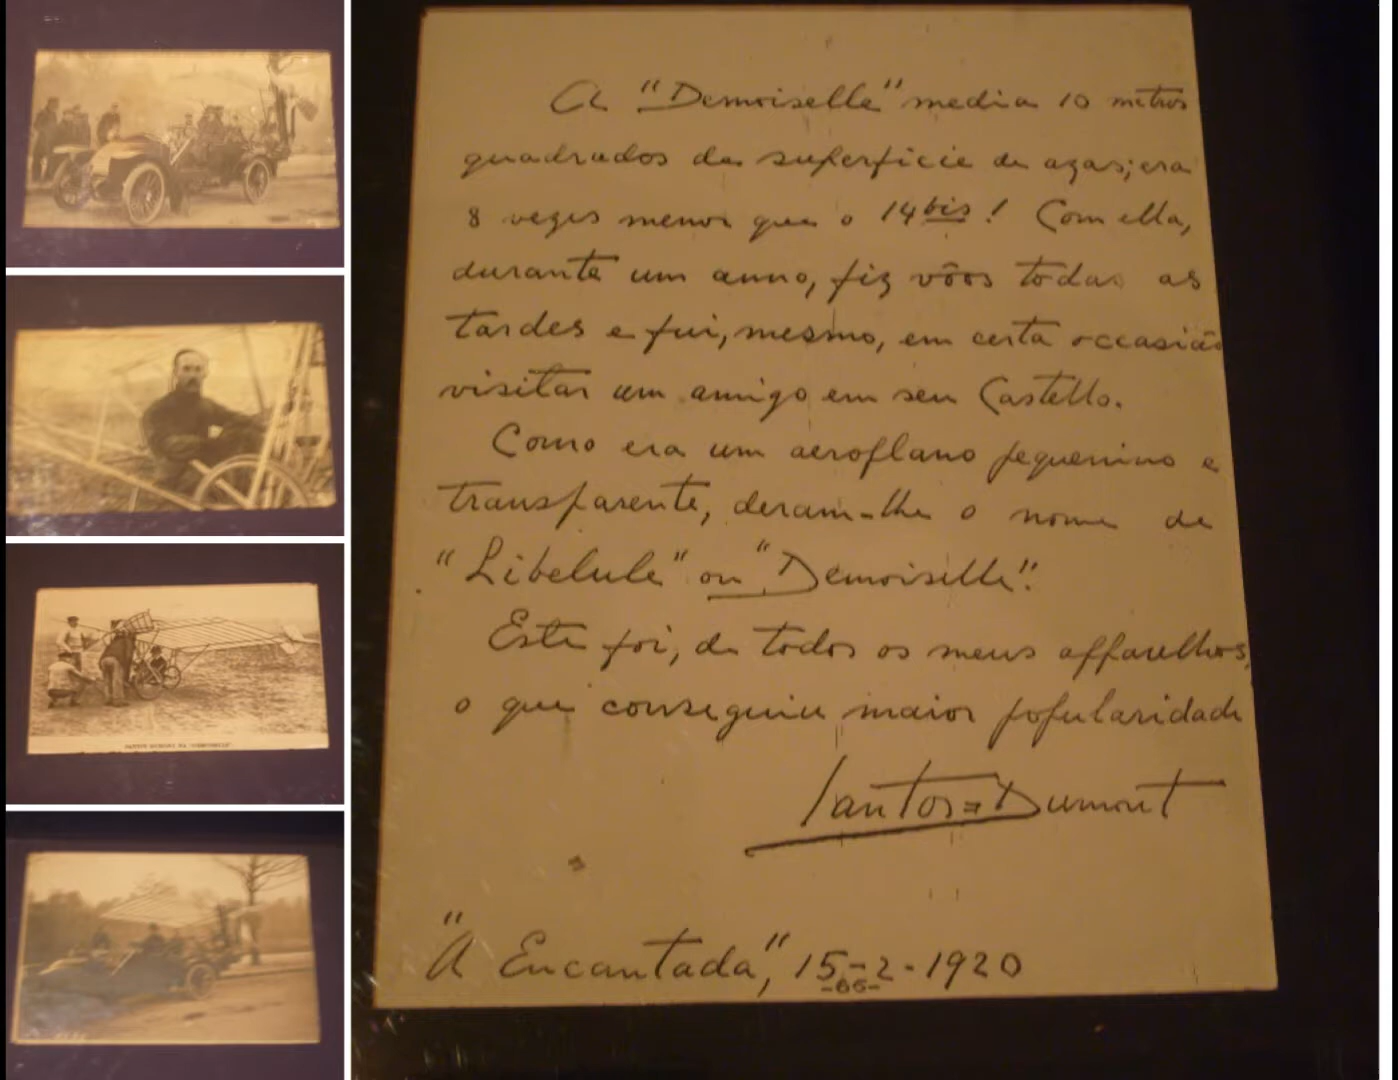 A "Demoiselle" media 10 metros
quadrados de superficie de azas; era
8 vezes menor que o 14 bis! Com ella,
durante um anno, fiz vôos todas as
tardes e fui, mesmo, em certa occasião
visitar um amigo em seu Castello.
Como era um aeroplano pequenino e
transparente, deram-lhe o nome de
"Libelule" ou "Demoiselle".
Este foi, de todos os meus apparelhos,
o que conseguiu maior popularidade
Santos=Dumont
"A Encantada", 15-2-1920